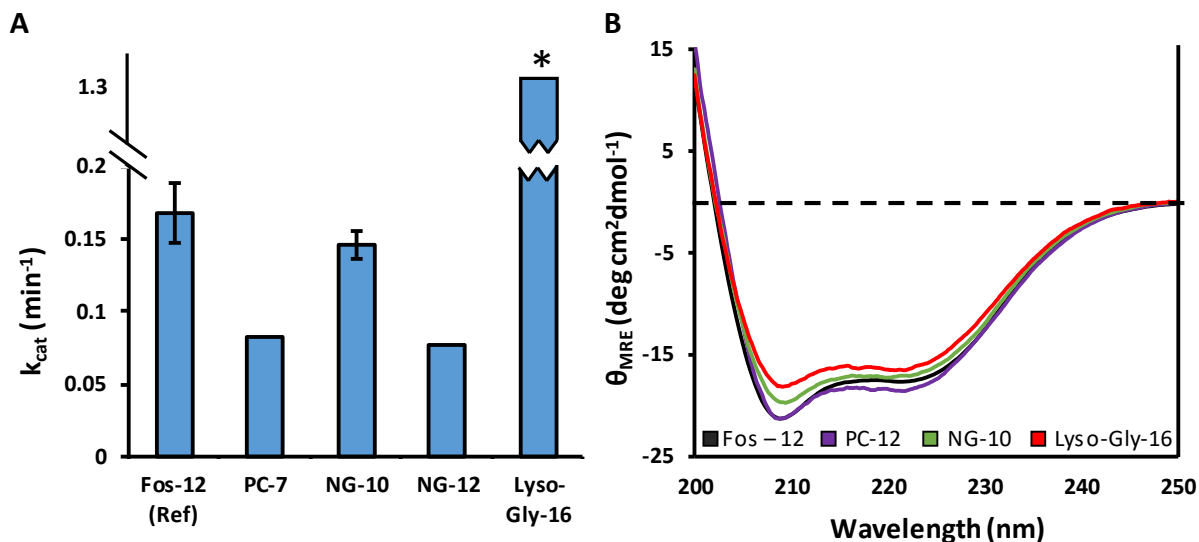 A
k_cat (min⁻¹)
1.3
0.2
0.15
0.1
0.05
0
*
Fos-12
(Ref)
PC-7
NG-10
NG-12
Lyso-
Gly-16
B
θ_MRE (deg cm²dmol⁻¹)
15
5
-5
-15
-25
Fos – 12 PC-12 NG-10 Lyso-Gly-16
200 210 220 230 240 250
Wavelength (nm)